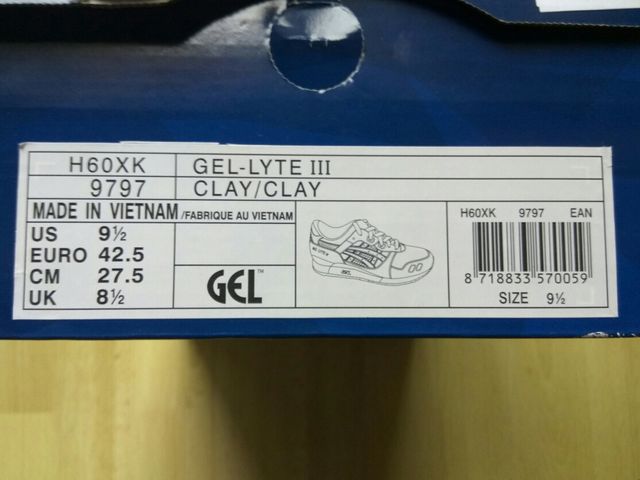 H60XK GEL-LYTE III
9797 CLAY/CLAY
MADE IN VIETNAM /FABRIQUE AU VIETNAM
US 9½
EURO 42.5
CM 27.5
UK 8½
GEL™
H60XK 9797 EAN
8 718833 570059
SIZE 9½